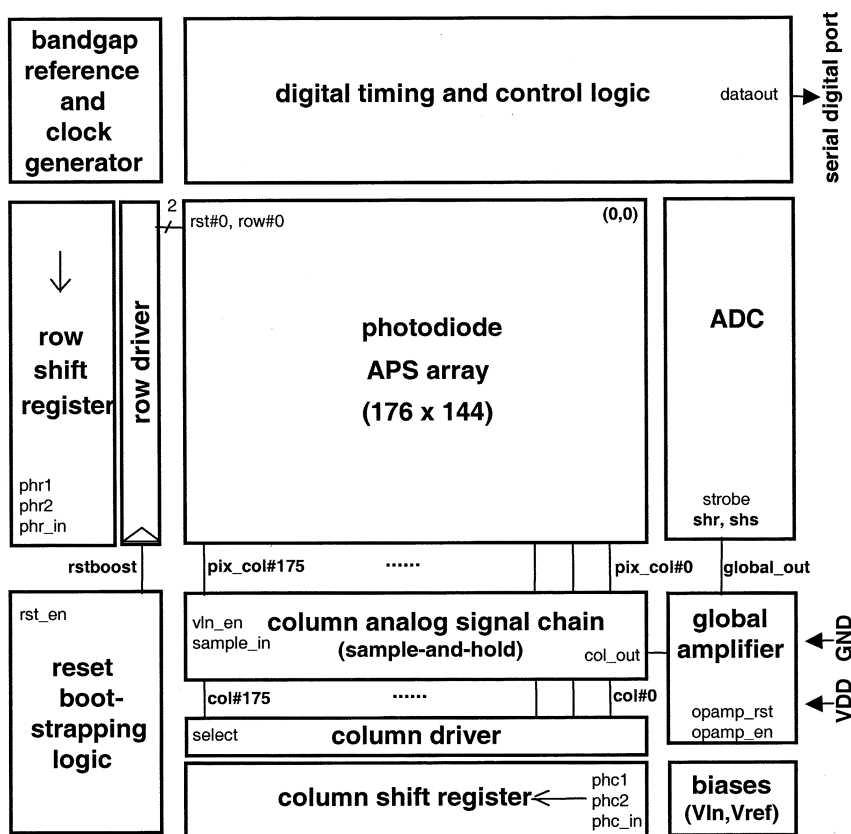 bandgap
reference
and
clock
generator
digital timing and control logic
dataout
serial digital port
row
shift
register
phr1
phr2
phr_in
row driver
2
rst#0, row#0
(0,0)
photodiode
APS array
(176 x 144)
ADC
strobe
shr, shs
rstboost
pix_col#175
......
pix_col#0
global_out
rst_en
reset
boot-
strapping
logic
vln_en
sample_in
column analog signal chain
(sample-and-hold)
col_out
global
amplifier
opamp_rst
opamp_en
GND
VDD
col#175
......
col#0
select
column driver
column shift register
phc1
phc2
phc_in
biases
(Vln,Vref)